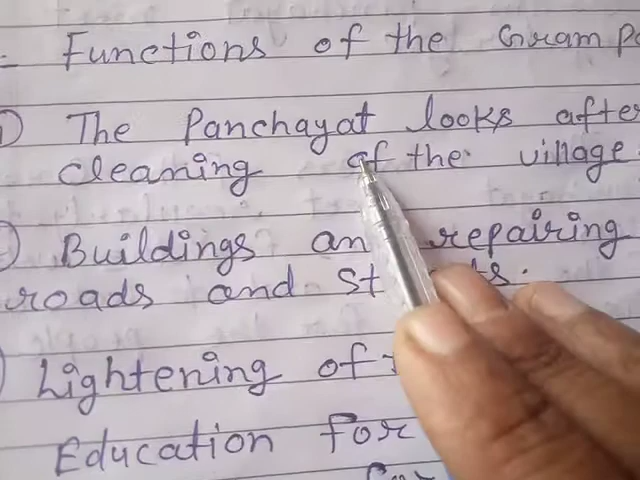 = Functions of the Gram
The Panchayat looks after
cleaning of the village
Buildings an repairing
roads and
Lightening of
Education for